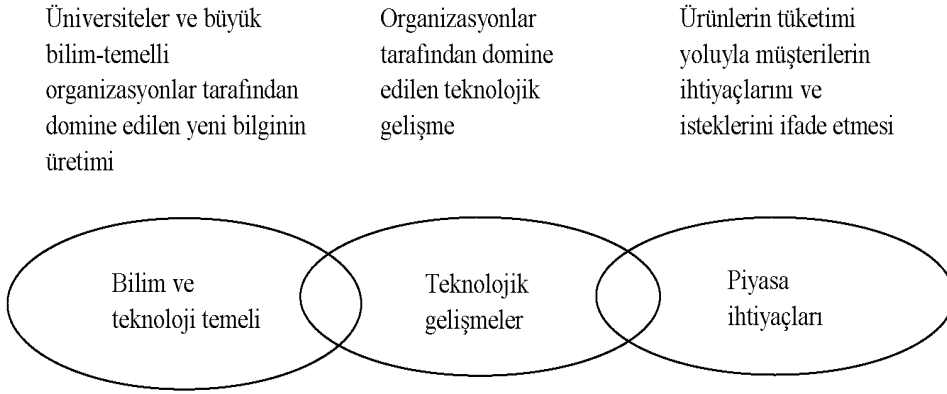 Üniversiteler ve büyük
bilim-temelli
organizasyonlar tarafından
domine edilen yeni bilginin
üretimi
Organizasyonlar
tarafından domine
edilen teknolojik
gelişme
Ürünlerin tüketimi
yoluyla müşterilerin
ihtiyaçlarını ve
isteklerini ifade etmesi
Bilim ve
teknoloji temeli
Teknolojik
gelişmeler
Piyasa
ihtiyaçları